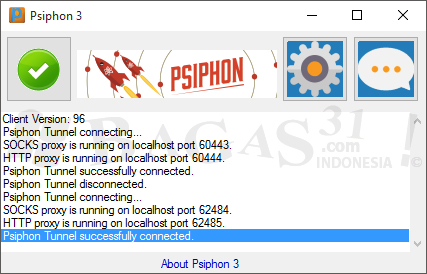 Psiphon 3
PSIPHON
Client Version: 96
Psiphon Tunnel connecting...
SOCKS proxy is running on localhost port 60443.
HTTP proxy is running on localhost port 60444.
Psiphon Tunnel successfully connected.
Psiphon Tunnel disconnected.
Psiphon Tunnel connecting...
SOCKS proxy is running on localhost port 62484.
HTTP proxy is running on localhost port 62485.
Psiphon Tunnel successfully connected.
BAGAS31
.com
INDONESIA
About Psiphon 3